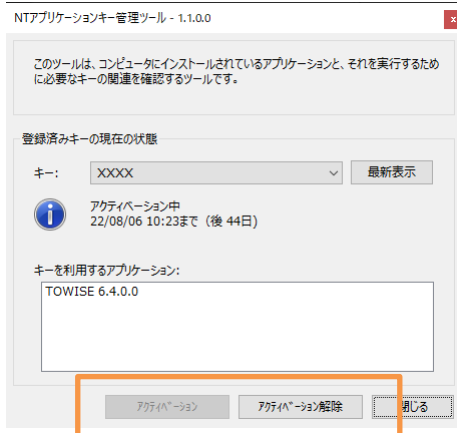 NTアプリケーションキー管理ツール - 1.1.0.0
x
このツールは、コンピュータにインストールされているアプリケーションと、それを実行するため
に必要なキーの関連を確認するツールです。
登録済みキーの現在の状態
キー:
XXXX
最新表示
アクティベーション中
22/08/06 10:23まで（後 44日)
キーを利用するアプリケーション:
TOWISE 6.4.0.0
アクティベーション
アクティベーション解除
閉じる